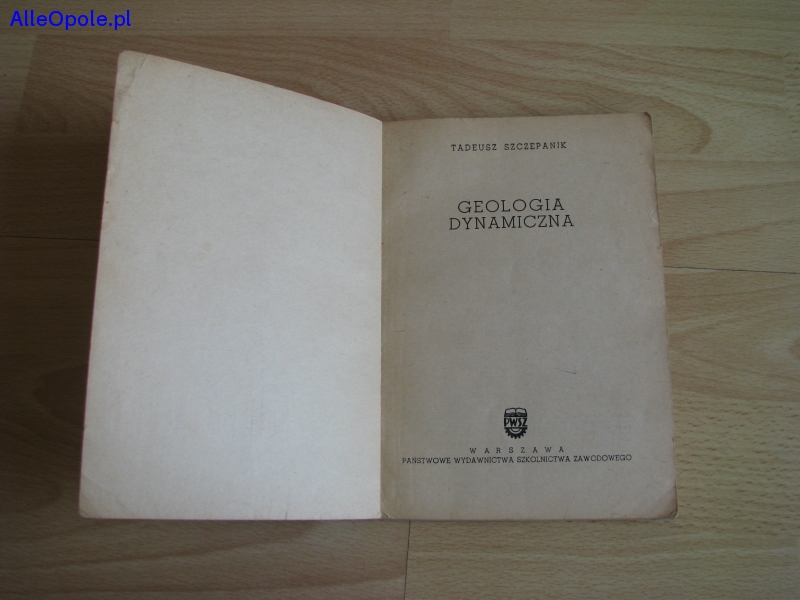 AlleOpole.pl
TADEUSZ SZCZEPANIK
GEOLOGIA
DYNAMICZNA
PWSZ
WARSZAWA
PAŃSTWOWE WYDAWNICTWA SZKOLNICTWA ZAWODOWEGO